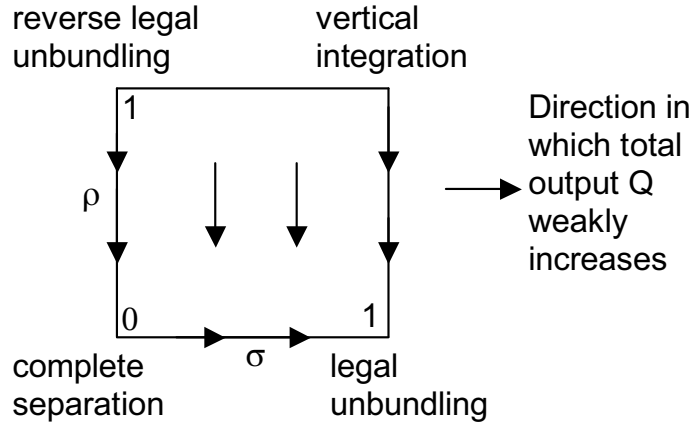 reverse legal
unbundling
vertical
integration
1
Direction in
which total
output Q
weakly
increases
ρ
0
1
σ
complete
separation
legal
unbundling